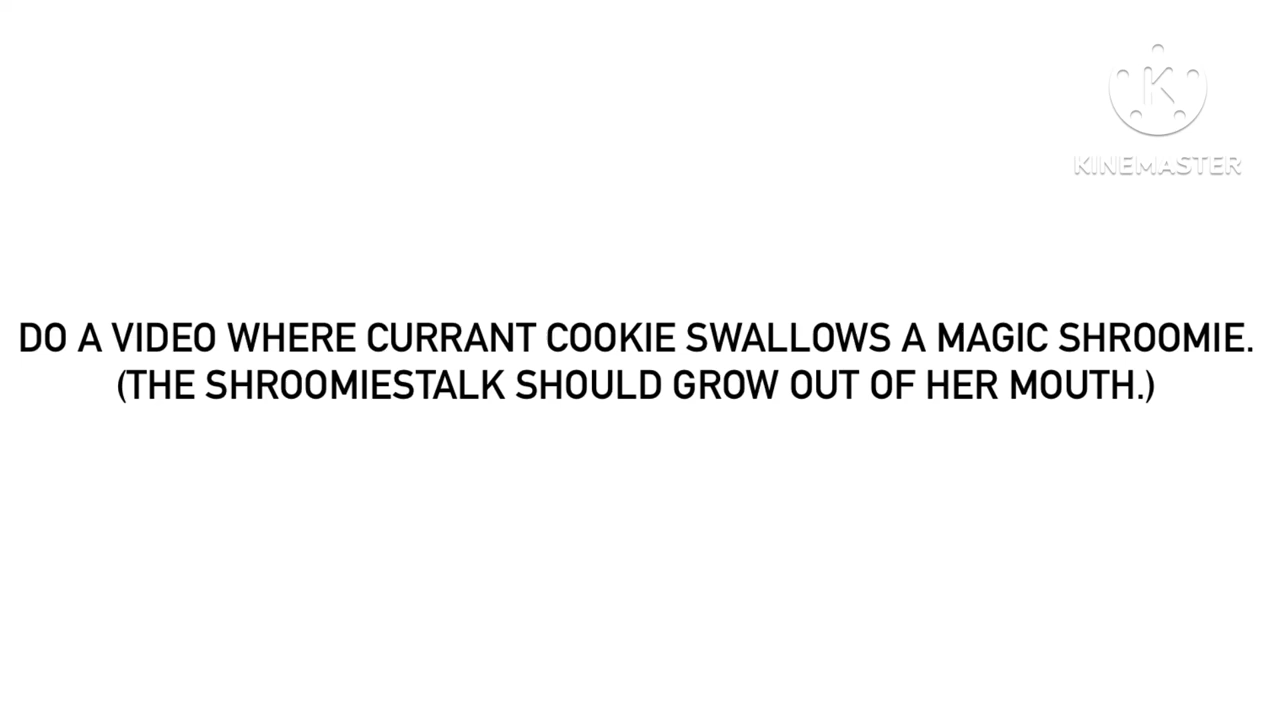 KINEMASTER
DO A VIDEO WHERE CURRANT COOKIE SWALLOWS A MAGIC SHROOMIE.
(THE SHROOMIESTALK SHOULD GROW OUT OF HER MOUTH.)